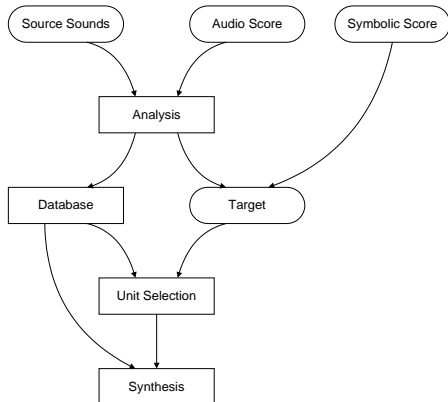 Source Sounds
Audio Score
Symbolic Score
Analysis
Database
Target
Unit Selection
Synthesis